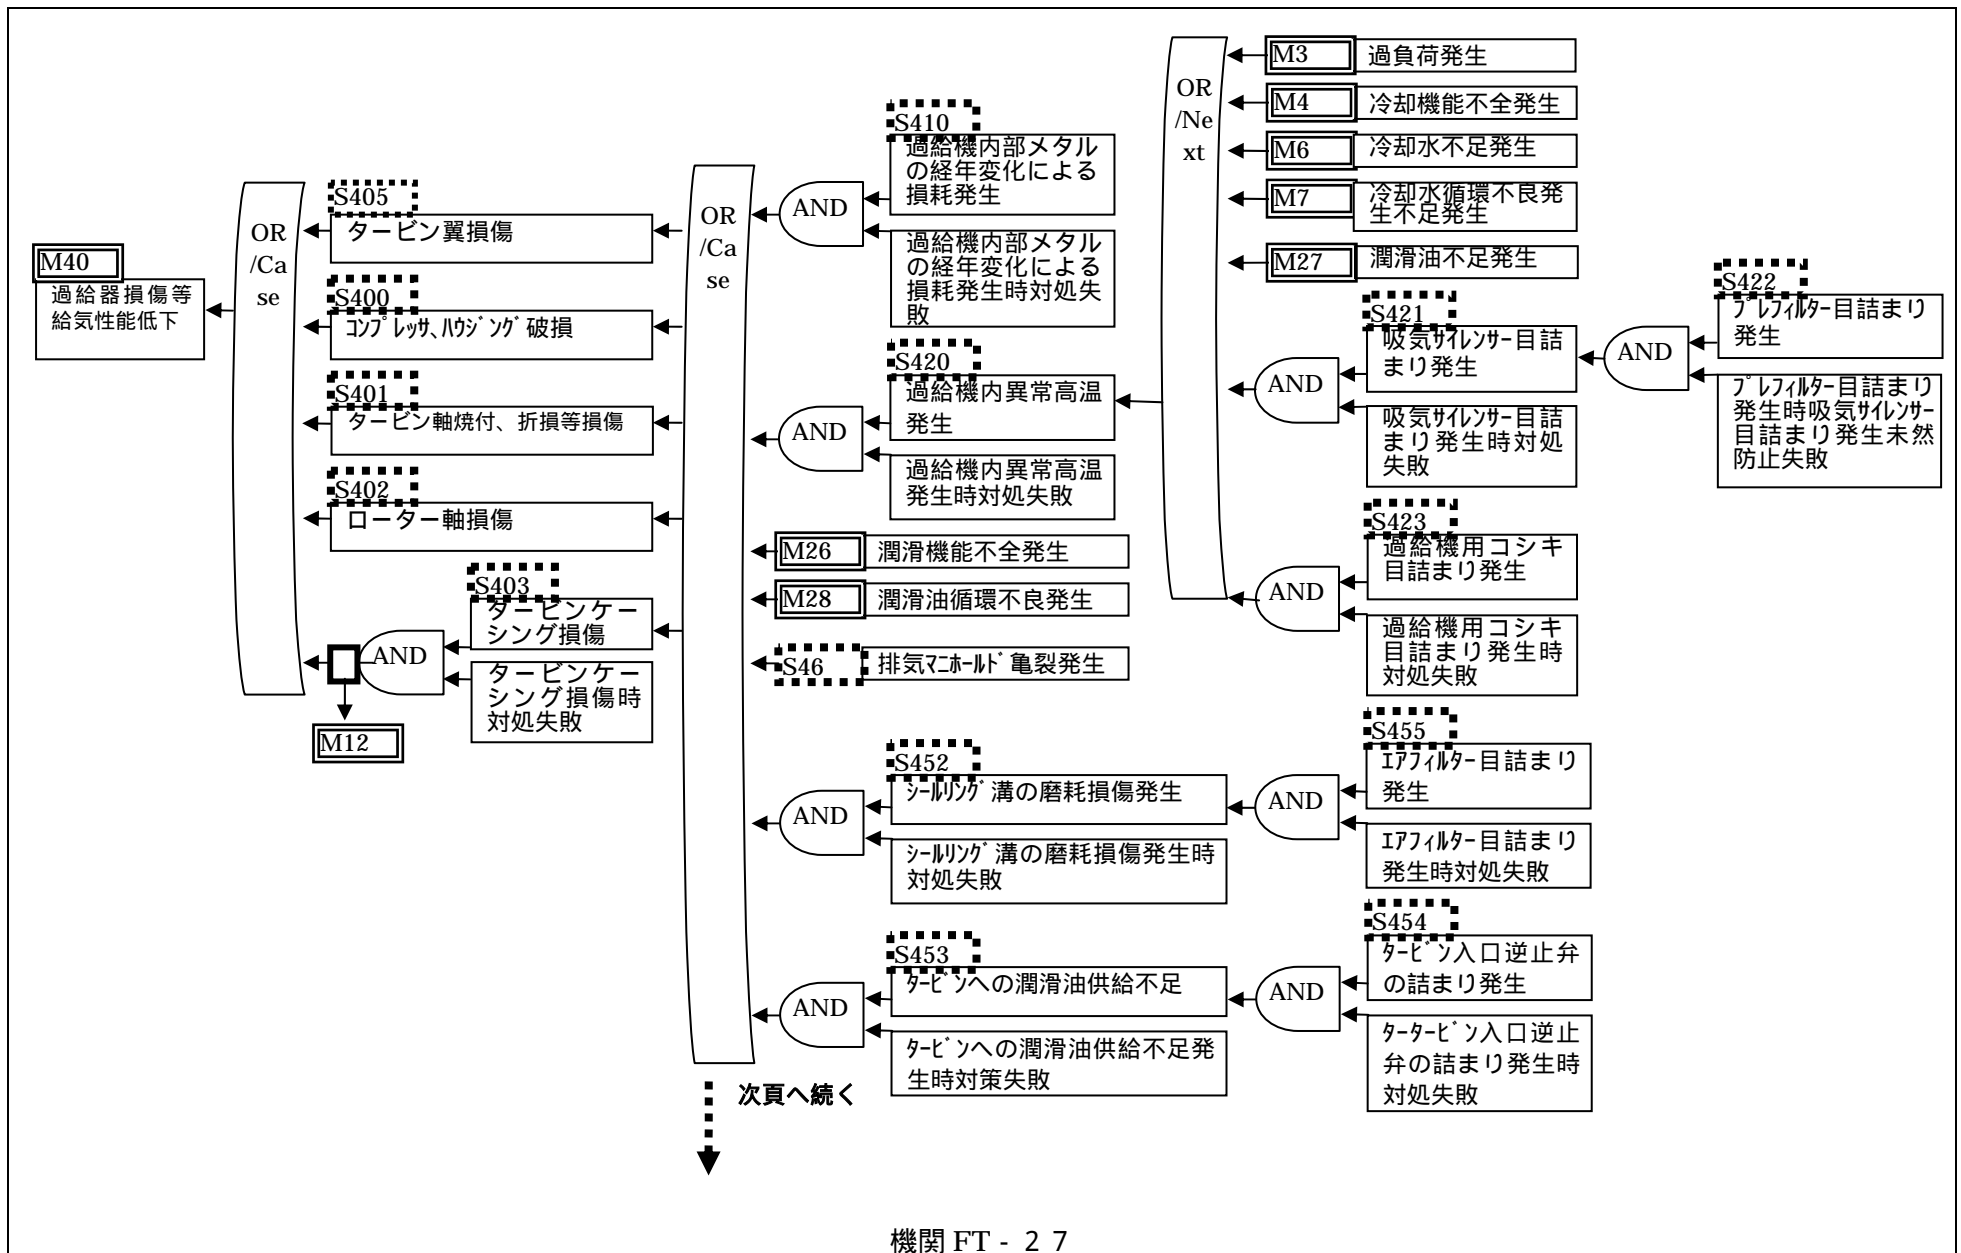 M40
過給器損傷等
給気性能低下
OR
/Ca
se
S405
タービン翼損傷
S400
ｺﾝﾌﾟﾚｯｻ、ﾊｳｼﾞﾝｸﾞ破損
S401
タービン軸焼付、折損等損傷
S402
ローター軸損傷
S403
タービンケー
シング損傷
AND
タービンケー
シング損傷時
対処失敗
M12
OR
/Ca
se
S410
過給機内部メタル
の経年変化による
損耗発生
AND
過給機内部メタル
の経年変化による
損耗発生時対処失
敗
S420
過給機内異常高温
発生
AND
過給機内異常高温
発生時対処失敗
M26 潤滑機能不全発生
M28 潤滑油循環不良発生
S46 排気ﾏﾆﾎｰﾙﾄﾞ亀裂発生
S452
ｼｰﾙﾘﾝｸﾞ溝の磨耗損傷発生
AND
ｼｰﾙﾘﾝｸﾞ溝の磨耗損傷発生時
対処失敗
S453
ﾀｰﾋﾞﾝへの潤滑油供給不足
AND
ﾀｰﾋﾞﾝへの潤滑油供給不足発
生時対策失敗
OR
/Ne
xt
M3 過負荷発生
M4 冷却機能不全発生
M6 冷却水不足発生
M7 冷却水循環不良発
生不足発生
M27 潤滑油不足発生
S421
吸気ｻｲﾚﾝｻｰ目詰
まり発生
AND
吸気ｻｲﾚﾝｻｰ目詰
まり発生時対処
失敗
S422
ﾌﾟﾚﾌｨﾙﾀｰ目詰まり
発生
AND
ﾌﾟﾚﾌｨﾙﾀｰ目詰まり
発生時吸気ｻｲﾚﾝｻｰ
目詰まり発生未然
防止失敗
S423
過給機用コシキ
目詰まり発生
AND
過給機用コシキ
目詰まり発生時
対処失敗
S455
ｴｱﾌｨﾙﾀｰ目詰まり
発生
AND
ｴｱﾌｨﾙﾀｰ目詰まり
発生時対処失敗
S454
ﾀｰﾋﾞﾝ入口逆止弁
の詰まり発生
AND
ﾀｰﾀｰﾋﾞﾝ入口逆止
弁の詰まり発生時
対処失敗
次頁へ続く
機関 FT - ２７